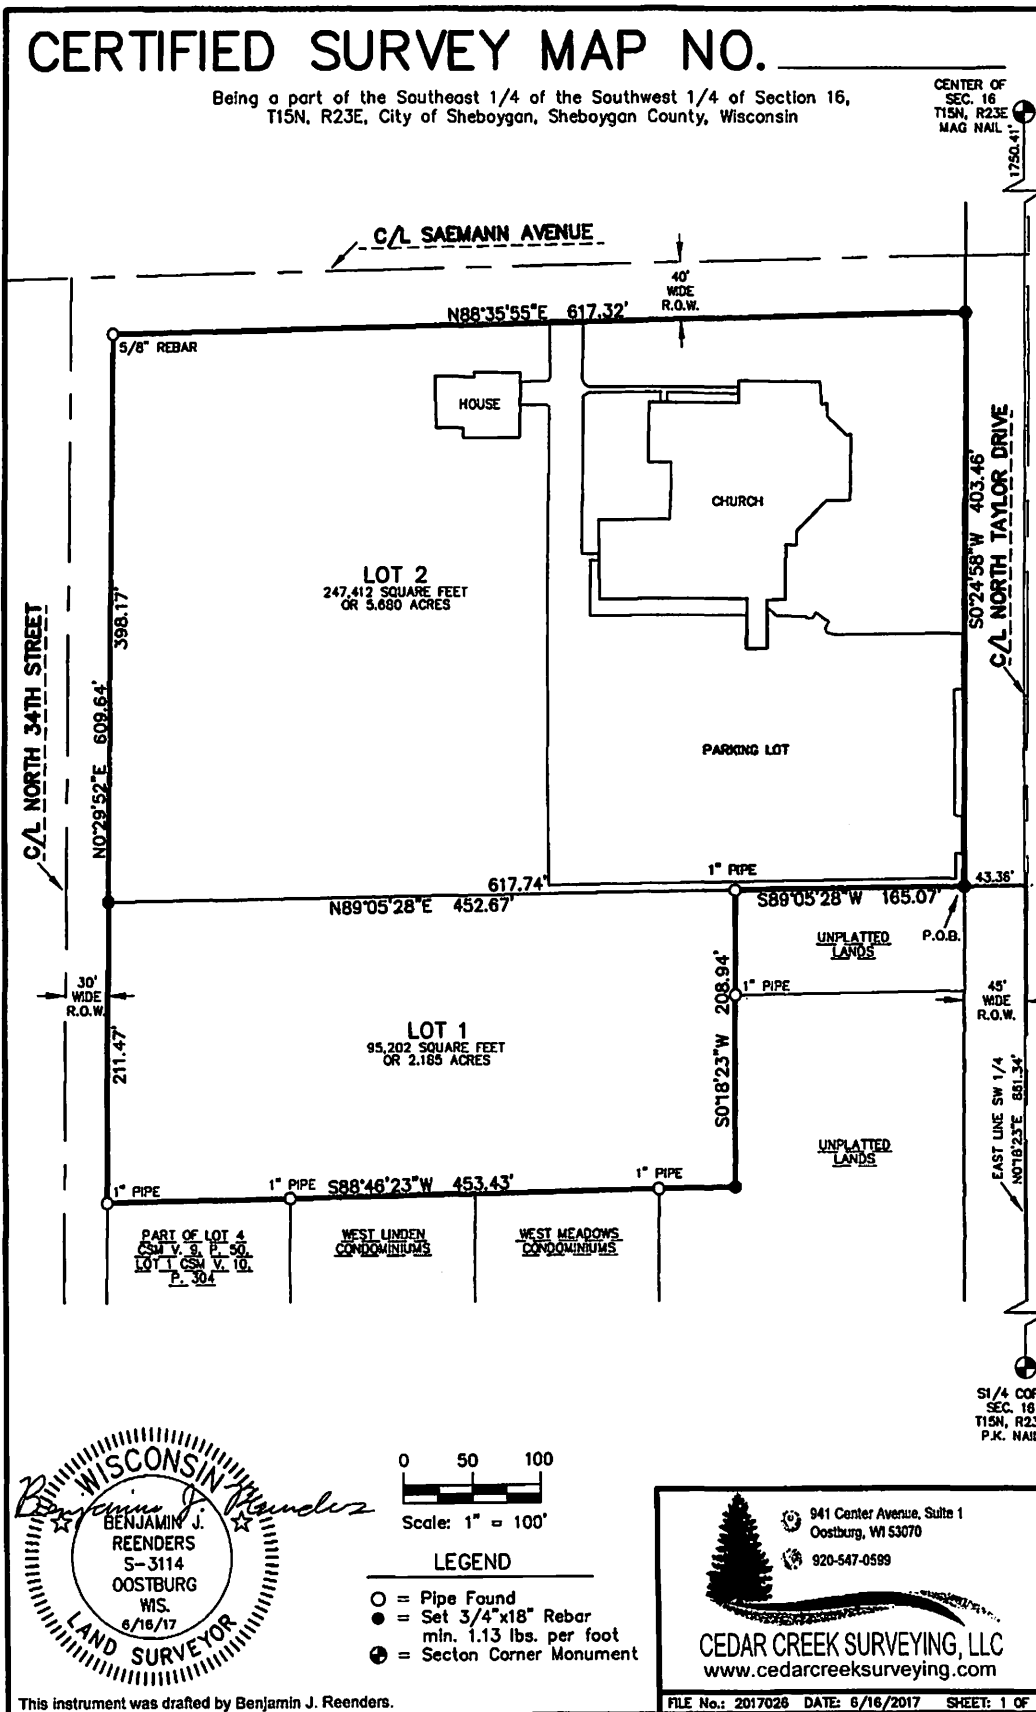 CERTIFIED SURVEY MAP NO.
Being a part of the Southeast 1/4 of the Southwest 1/4 of Section 16,
T15N, R23E, City of Sheboygan, Sheboygan County, Wisconsin
CENTER OF
SEC. 16
T15N, R23E
MAG NAIL
1750.41'
C/L SAEMANN AVENUE
40'
WIDE
R.O.W.
N88°35'55"E 617.32'
5/8" REBAR
HOUSE
CHURCH
S0°24'58"W 403.46'
C/L NORTH TAYLOR DRIVE
LOT 2
247,412 SQUARE FEET
OR 5.680 ACRES
398.17'
C/L NORTH 34TH STREET
N0°29'52"E 609.64'
PARKING LOT
1" PIPE
617.74'
N89°05'28"E 452.67'
S89°05'28"W 165.07'
43.36'
P.O.B.
UNPLATTED
LANDS
30'
WIDE
R.O.W.
211.47'
LOT 1
95,202 SQUARE FEET
OR 2.185 ACRES
S0°18'23"W 208.94'
1" PIPE
45'
WIDE
R.O.W.
EAST LINE SW 1/4
N0°18'23"E 881.34'
UNPLATTED
LANDS
1" PIPE
1" PIPE
S88°46'23"W 453.43'
1" PIPE
PART OF LOT 4
CSM V. 9, P. 50,
LOT 1 CSM V. 10,
P. 304
WEST LINDEN
CONDOMINIUMS
WEST MEADOWS
CONDOMINIUMS
S1/4 COR
SEC. 16
T15N, R23
P.K. NAIL
WISCONSIN
Benjamin J. Reenders
BENJAMIN J.
REENDERS
S-3114
OOSTBURG
WIS.
6/16/17
LAND SURVEYOR
0 50 100
Scale: 1" = 100'
LEGEND
= Pipe Found
= Set 3/4"x18" Rebar
min. 1.13 lbs. per foot
= Secton Corner Monument
941 Center Avenue, Suite 1
Oostburg, WI 53070
920-547-0599
CEDAR CREEK SURVEYING, LLC
www.cedarcreeksurveying.com
This instrument was drafted by Benjamin J. Reenders.
FILE No.: 2017026 DATE: 6/16/2017 SHEET: 1 OF